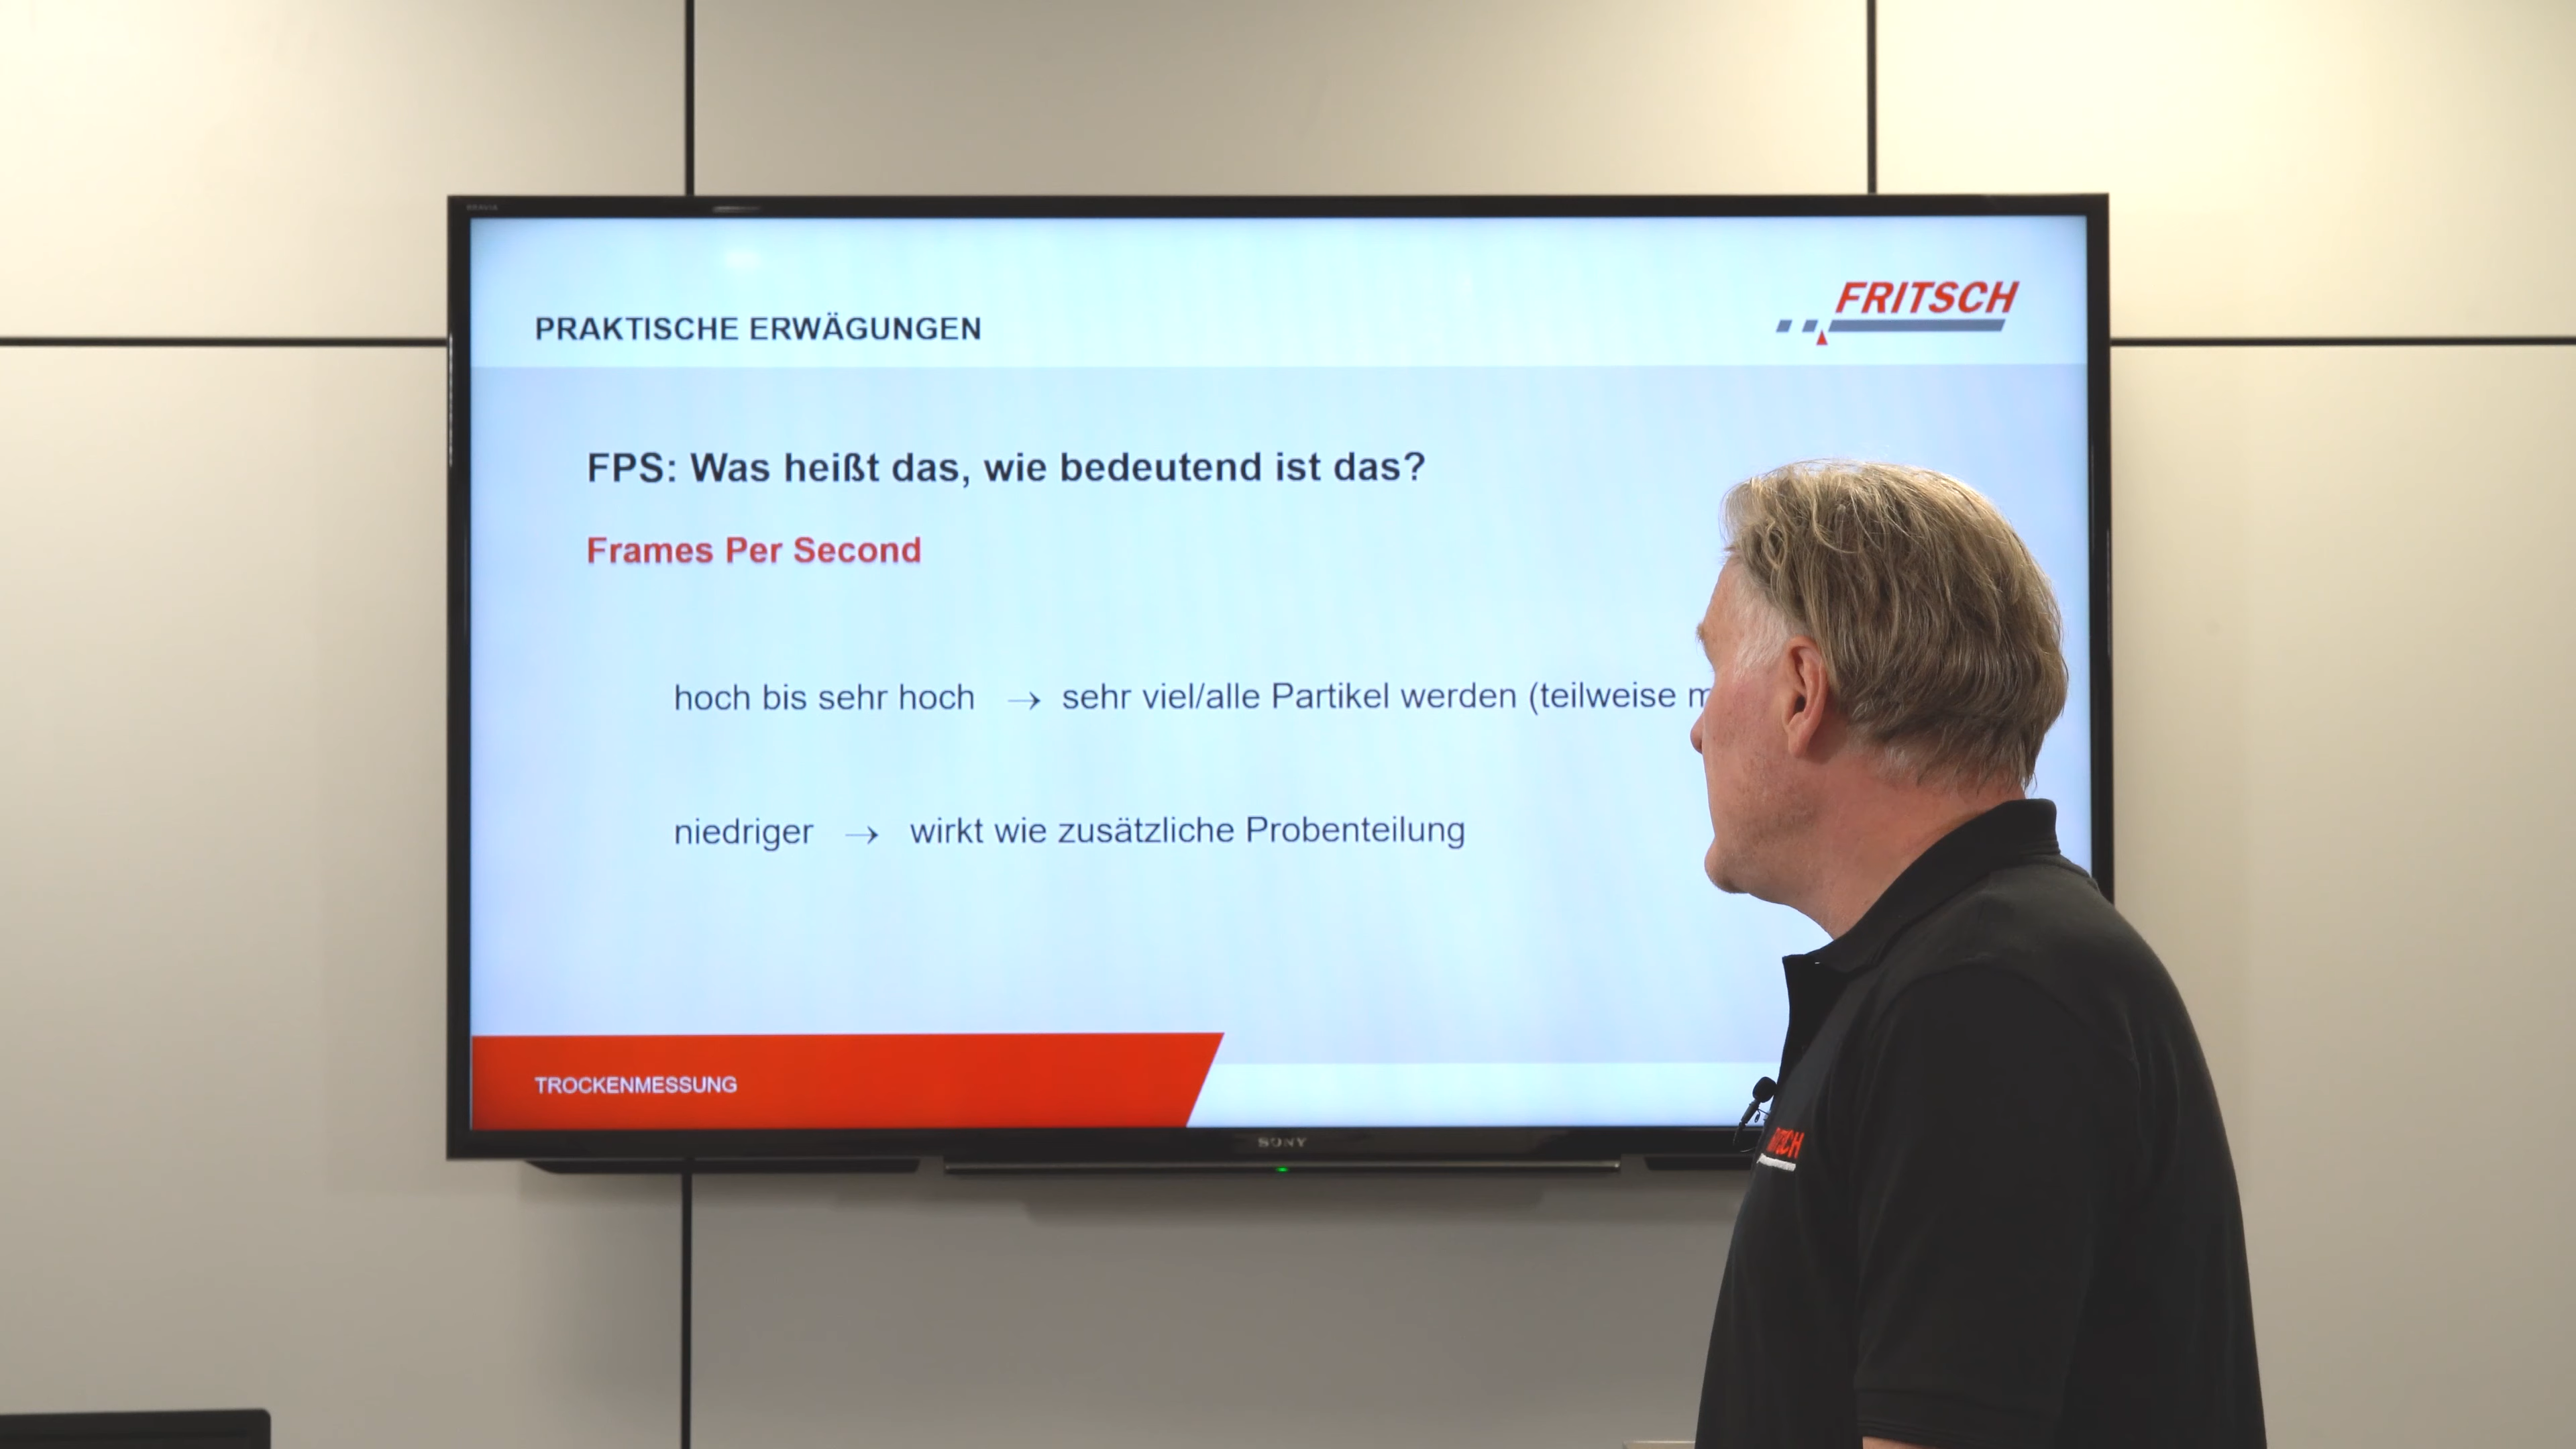 BRAVIA
PRAKTISCHE ERWÄGUNGEN
FRITSCH
FPS: Was heißt das, wie bedeutend ist das?
Frames Per Second
hoch bis sehr hoch → sehr viel/alle Partikel werden (teilweise
niedriger → wirkt wie zusätzliche Probenteilung
TROCKENMESSUNG
SONY